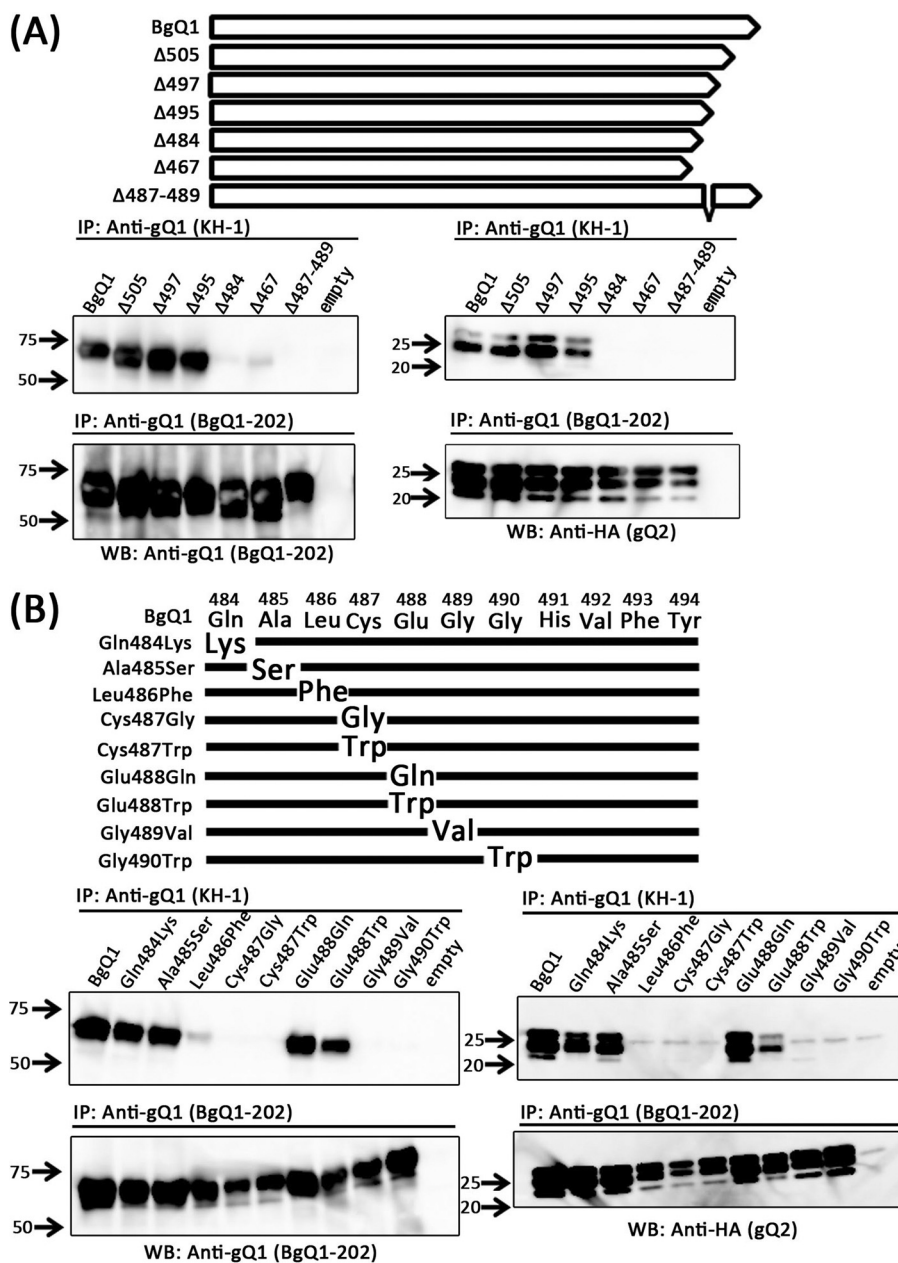 (A)
BgQ1
Δ505
Δ497
Δ495
Δ484
Δ467
Δ487-489
IP: Anti-gQ1 (KH-1)
BgQ1 Δ505 Δ497 Δ495 Δ484 Δ467 Δ487-489 empty
75
50
IP: Anti-gQ1 (BgQ1-202)
75
50
WB: Anti-gQ1 (BgQ1-202)
IP: Anti-gQ1 (KH-1)
BgQ1 Δ505 Δ497 Δ495 Δ484 Δ467 Δ487-489 empty
25
20
IP: Anti-gQ1 (BgQ1-202)
25
20
WB: Anti-HA (gQ2)
(B)
484 485 486 487 488 489 490 491 492 493 494
BgQ1 Gln Ala Leu Cys Glu Gly Gly His Val Phe Tyr
Gln484Lys Lys
Ala485Ser Ser
Leu486Phe Phe
Cys487Gly Gly
Cys487Trp Trp
Glu488Gln Gln
Glu488Trp Trp
Gly489Val Val
Gly490Trp Trp
IP: Anti-gQ1 (KH-1)
BgQ1 Gln484Lys Ala485Ser Leu486Phe Cys487Gly Cys487Trp Glu488Gln Glu488Trp Gly489Val Gly490Trp empty
75
50
IP: Anti-gQ1 (BgQ1-202)
75
50
WB: Anti-gQ1 (BgQ1-202)
IP: Anti-gQ1 (KH-1)
BgQ1 Gln484Lys Ala485Ser Leu486Phe Cys487Gly Cys487Trp Glu488Gln Glu488Trp Gly489Val Gly490Trp empty
25
20
IP: Anti-gQ1 (BgQ1-202)
25
20
WB: Anti-HA (gQ2)